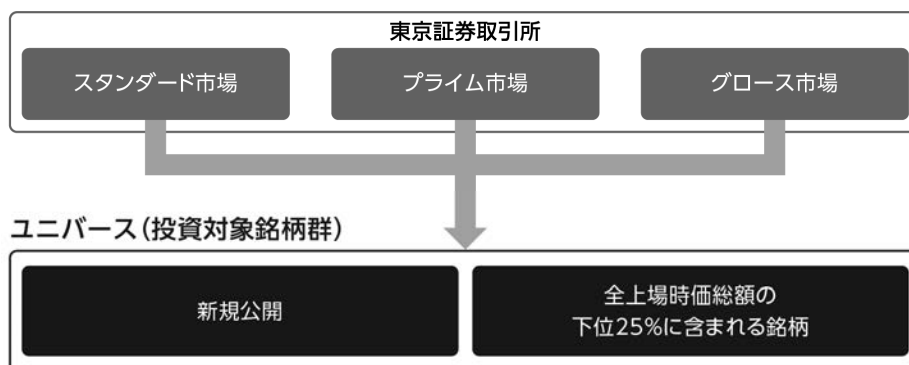 東京証券取引所
スタンダード市場
プライム市場
グロース市場
ユニバース（投資対象銘柄群）
新規公開
全上場時価総額の
下位25%に含まれる銘柄